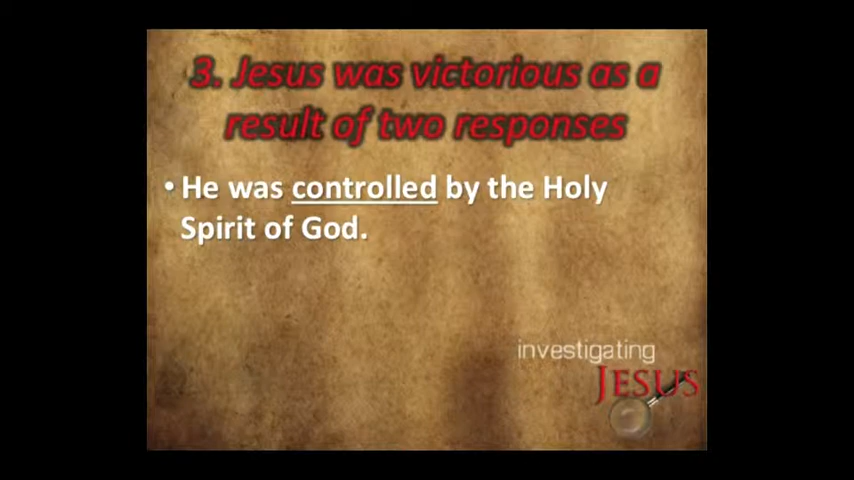 3. Jesus was victorious as a
result of two responses
• He was controlled by the Holy
Spirit of God.
investigating
JESUS